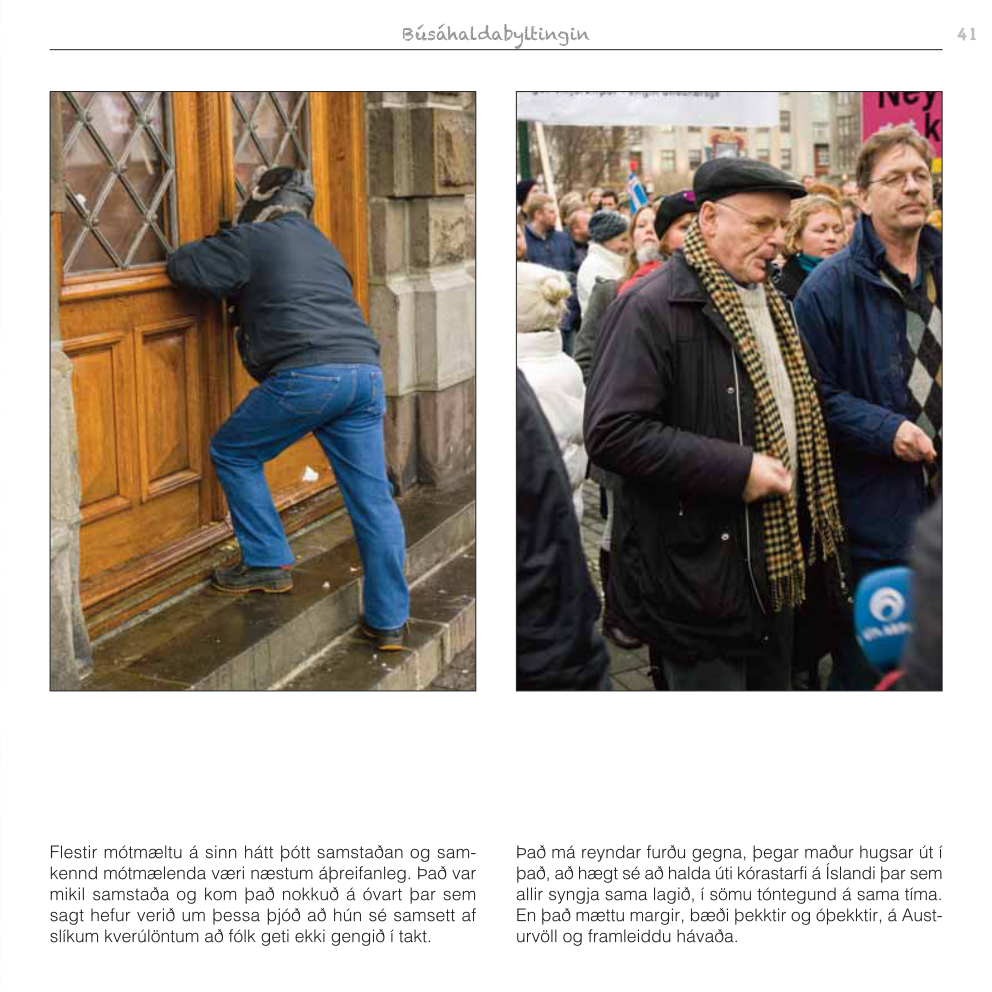 Búsáhaldabyltingin
41
Ney
k
Flestir mótmæltu á sinn hátt þótt samstaðan og sam-
kennd mótmælenda væri næstum áþreifanleg. Það var
mikil samstaða og kom það nokkuð á óvart þar sem
sagt hefur verið um þessa þjóð að hún sé samsett af
slíkum kverúlöntum að fólk geti ekki gengið í takt.
Það má reyndar furðu gegna, þegar maður hugsar út í
það, að hægt sé að halda úti kórastarfi á Íslandi þar sem
allir syngja sama lagið, í sömu tóntegund á sama tíma.
En það mættu margir, bæði þekktir og óþekktir, á Aust-
urvöll og framleiddu hávaða.